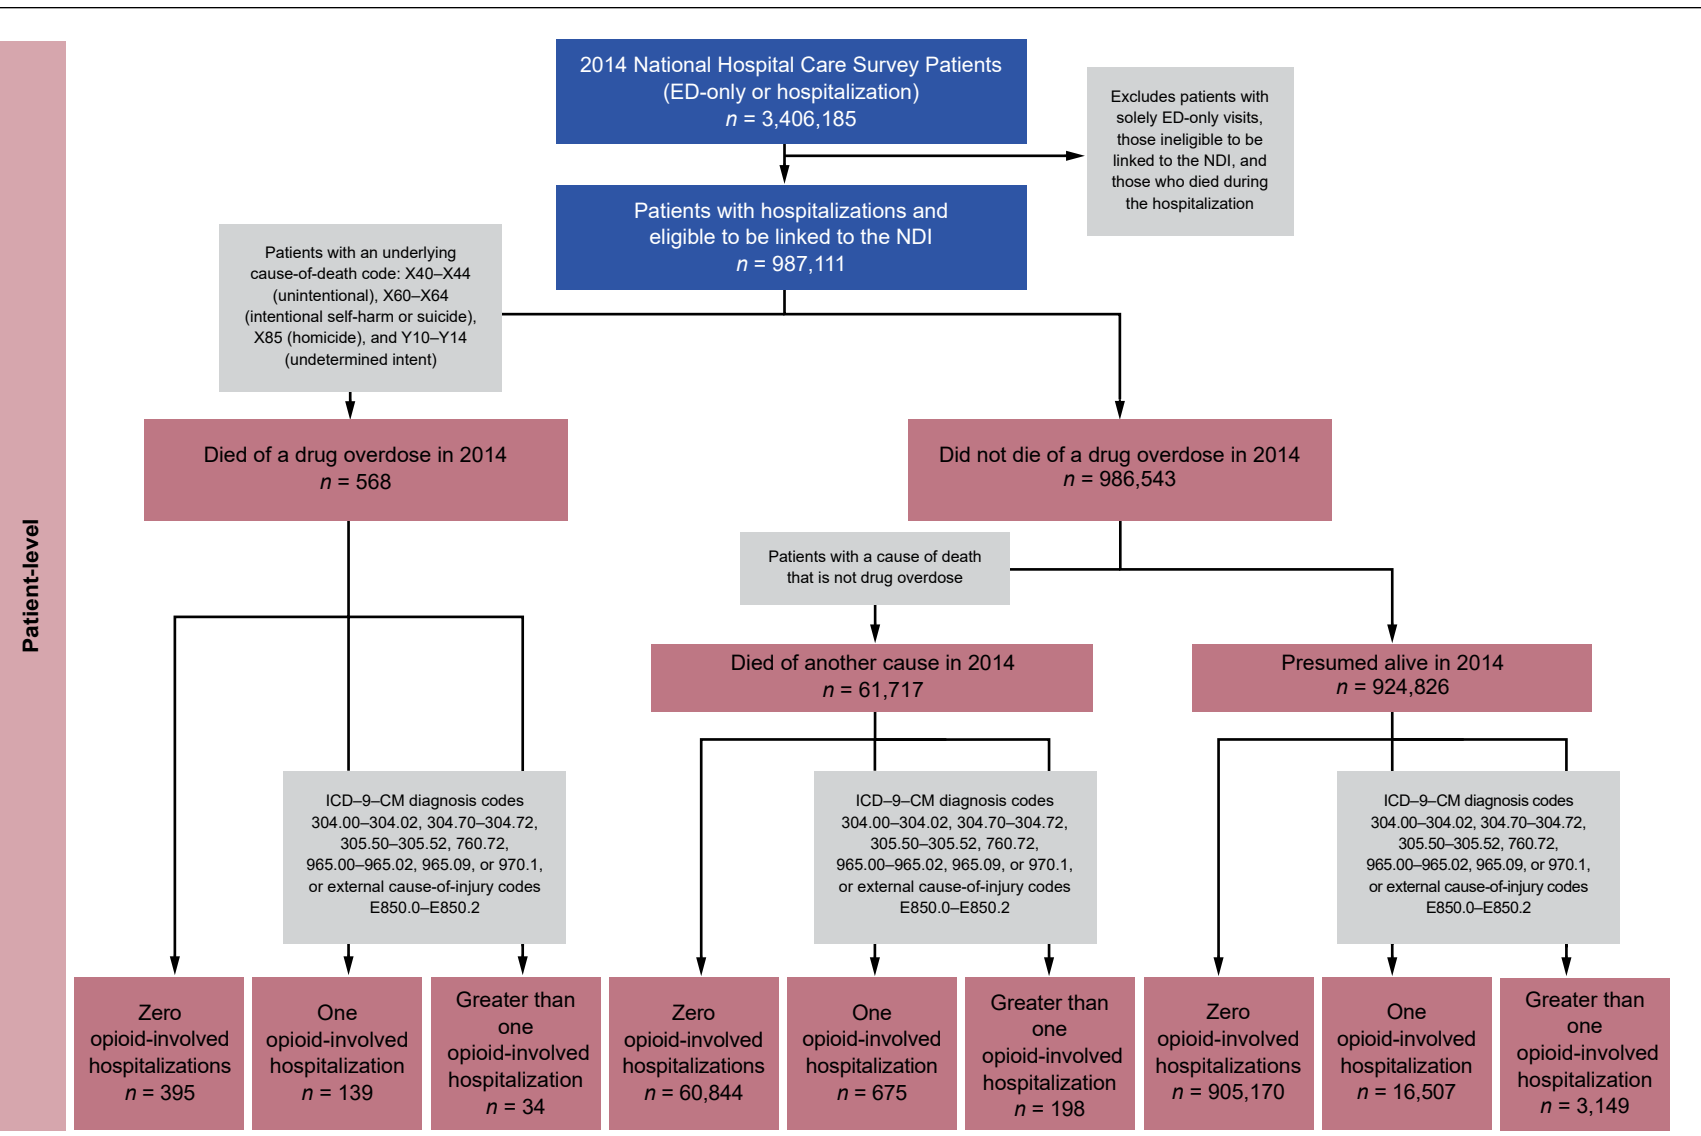 2014 National Hospital Care Survey Patients
(ED-only or hospitalization)
n = 3,406,185
Excludes patients with
solely ED-only visits,
those ineligible to be
linked to the NDI, and
those who died during
the hospitalization
Patients with hospitalizations and
eligible to be linked to the NDI
n = 987,111
Patients with an underlying
cause-of-death code: X40–X44
(unintentional), X60–X64
(intentional self-harm or suicide),
X85 (homicide), and Y10–Y14
(undetermined intent)
Died of a drug overdose in 2014
n = 568
Did not die of a drug overdose in 2014
n = 986,543
Patient-level
Patients with a cause of death
that is not drug overdose
Died of another cause in 2014
n = 61,717
Presumed alive in 2014
n = 924,826
ICD–9–CM diagnosis codes
304.00–304.02, 304.70–304.72,
305.50–305.52, 760.72,
965.00–965.02, 965.09, or 970.1,
or external cause-of-injury codes
E850.0–E850.2
ICD–9–CM diagnosis codes
304.00–304.02, 304.70–304.72,
305.50–305.52, 760.72,
965.00–965.02, 965.09, or 970.1,
or external cause-of-injury codes
E850.0–E850.2
ICD–9–CM diagnosis codes
304.00–304.02, 304.70–304.72,
305.50–305.52, 760.72,
965.00–965.02, 965.09, or 970.1,
or external cause-of-injury codes
E850.0–E850.2
Zero
opioid-involved
hospitalizations
n = 395
One
opioid-involved
hospitalization
n = 139
Greater than
one
opioid-involved
hospitalization
n = 34
Zero
opioid-involved
hospitalizations
n = 60,844
One
opioid-involved
hospitalization
n = 675
Greater than
one
opioid-involved
hospitalization
n = 198
Zero
opioid-involved
hospitalizations
n = 905,170
One
opioid-involved
hospitalization
n = 16,507
Greater than
one
opioid-involved
hospitalization
n = 3,149